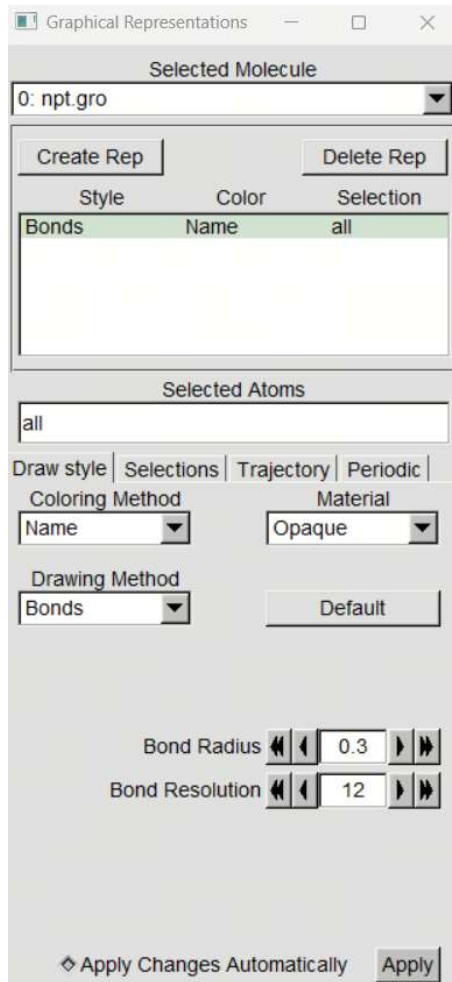 Graphical Representations
Selected Molecule
0: npt.gro
Create Rep Delete Rep
Style Color Selection
Bonds Name all
Selected Atoms
all
Draw style Selections Trajectory Periodic
Coloring Method Material
Name Opaque
Drawing Method
Bonds Default
Bond Radius 0.3
Bond Resolution 12
Apply Changes Automatically Apply